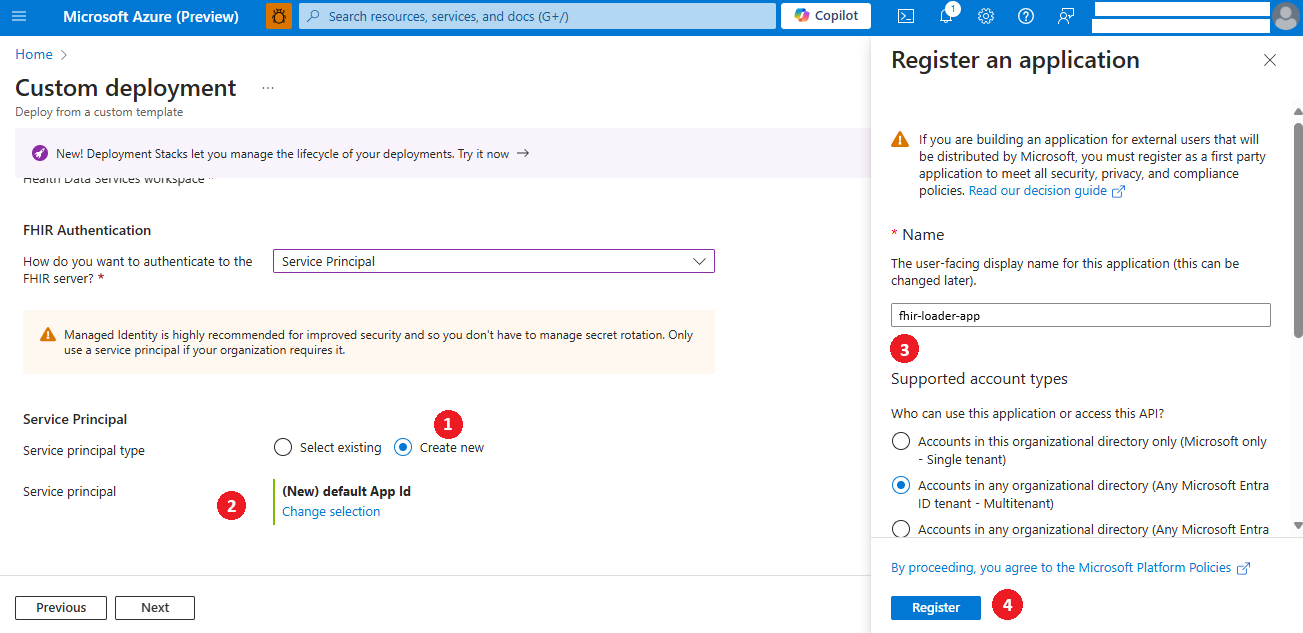 Microsoft Azure (Preview)
Search resources, services, and docs (G+/)
Copilot
1
Home
Custom deployment
...
Deploy from a custom template
New! Deployment Stacks let you manage the lifecycle of your deployments. Try it now →
Health Data Services workspace *
FHIR Authentication
How do you want to authenticate to the
FHIR server? *
Service Principal
Managed Identity is highly recommended for improved security and so you don't have to manage secret rotation. Only
use a service principal if your organization requires it.
Service Principal
1
Service principal type
Select existing
Create new
Service principal
2
(New) default App Id
Change selection
Previous
Next
Register an application
If you are building an application for external users that will
be distributed by Microsoft, you must register as a first party
application to meet all security, privacy, and compliance
policies. Read our decision guide
* Name
The user-facing display name for this application (this can be
changed later).
fhir-loader-app
3
Supported account types
Who can use this application or access this API?
Accounts in this organizational directory only (Microsoft only
- Single tenant)
Accounts in any organizational directory (Any Microsoft Entra
ID tenant - Multitenant)
Accounts in any organizational directory (Any Microsoft Entra
By proceeding, you agree to the Microsoft Platform Policies
Register
4